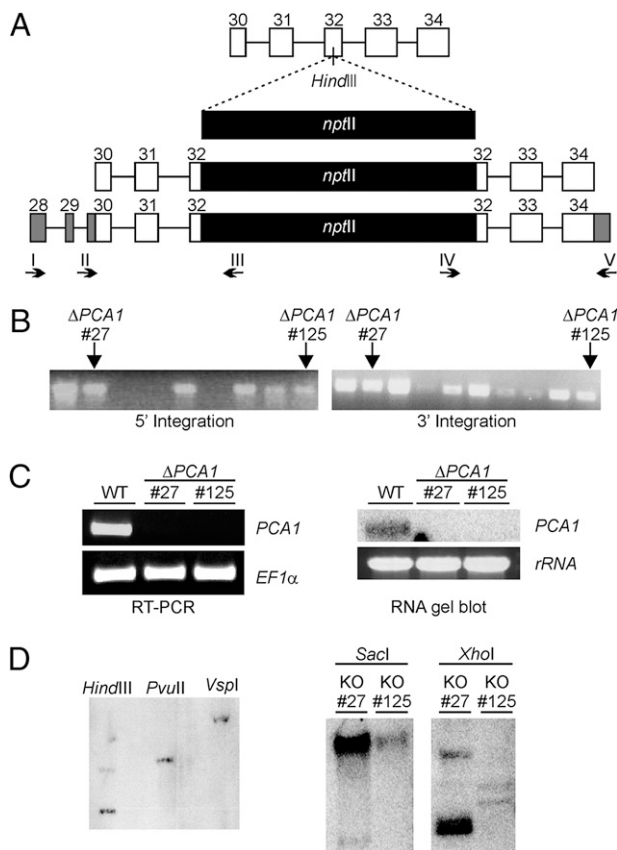 A
30 31 32 33 34
HindIII
nptII
30 31 32 nptII 32 33 34
28 29 30 31 32 nptII 32 33 34
I II III IV V
B
ΔPCA1 #27 ΔPCA1 #125 ΔPCA1 #27 ΔPCA1 #125
5' Integration 3' Integration
C
ΔPCA1 ΔPCA1
WT #27 #125 WT #27 #125
PCA1 PCA1
EF1α rRNA
RT-PCR RNA gel blot
D
SacI XhoI
HindIII PvuII VspI KO #27 KO #125 KO #27 KO #125